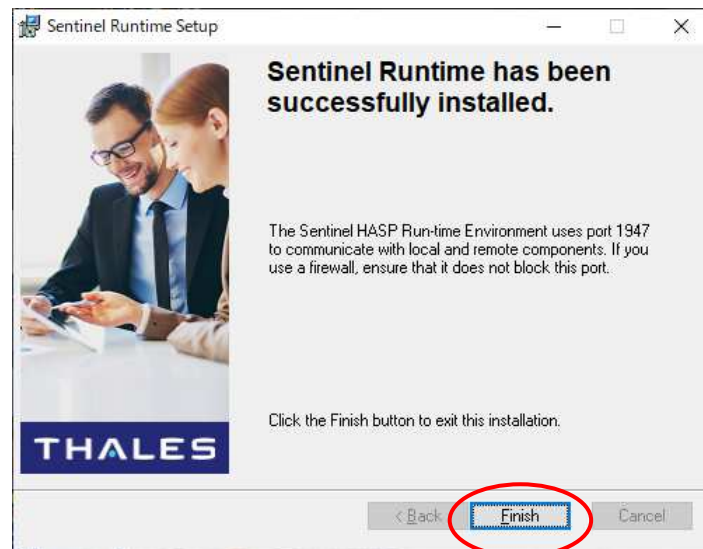 Sentinel Runtime Setup
Sentinel Runtime has been
successfully installed.
The Sentinel HASP Run-time Environment uses port 1947
to communicate with local and remote components. If you
use a firewall, ensure that it does not block this port.
Click the Finish button to exit this installation.
THALES
< Back
Finish
Cancel